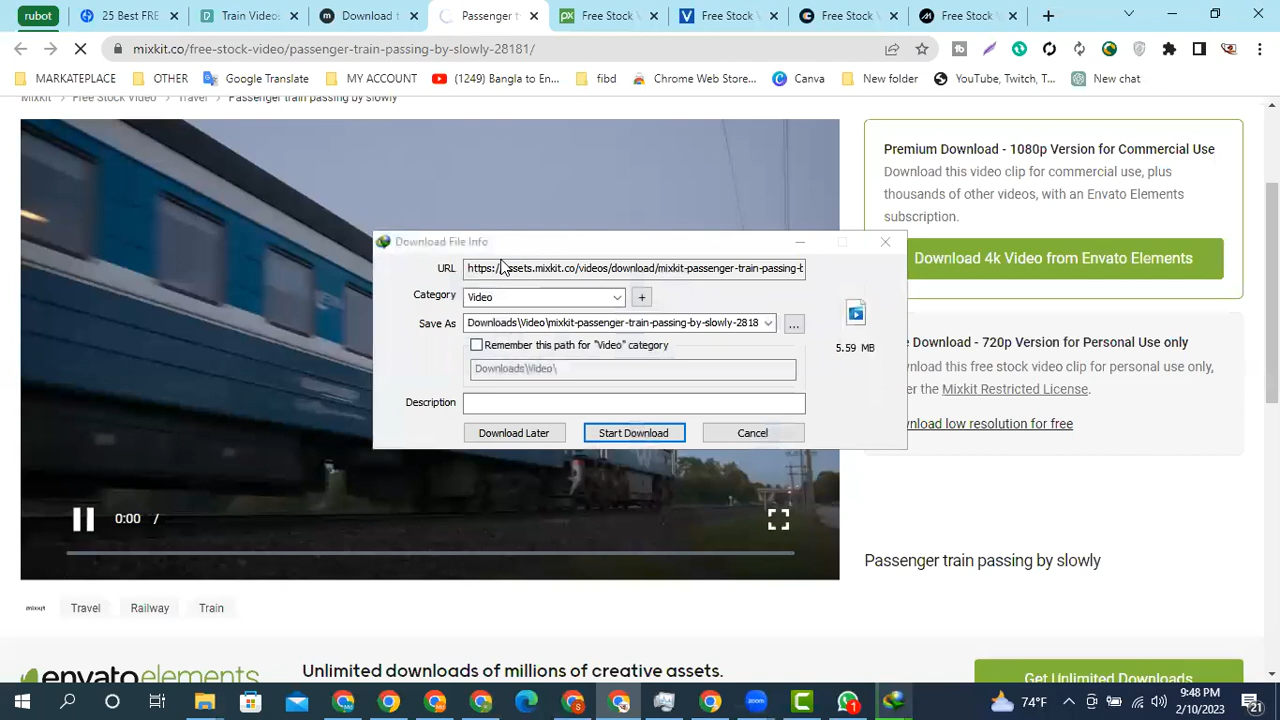 rubot
25 Best FRE
Train Videos
Download t
Passenger t
Free Stock V
Free Stock
Free Stock V
Free Stock V
mixkit.co/free-stock-video/passenger-train-passing-by-slowly-28181/
MARKATEPLACE
OTHER
Google Translate
MY ACCOUNT
(1249) Bangla to En...
fibd
Chrome Web Store...
Canva
New folder
YouTube, Twitch, T...
New chat
Mixkit
Free Stock Video
Travel
Passenger train passing by slowly
Premium Download - 1080p Version for Commercial Use
Download this video clip for commercial use, plus
thousands of other videos, with an Envato Elements
subscription.
Download 4k Video from Envato Elements
Download File Info
URL https://assets.mixkit.co/videos/download/mixkit-passenger-train-passing-t
Category Video +
Save As Downloads\Video\mixkit-passenger-train-passing-by-slowly-2818 ...
5.59 MB
Remember this path for "Video" category
Downloads\Video\
Description
Download Later Start Download Cancel
Download - 720p Version for Personal Use only
Download this free stock video clip for personal use only,
the Mixkit Restricted License.
wnload low resolution for free
0:00 /
Passenger train passing by slowly
mixkit
Travel
Railway
Train
envatoelements
Unlimited downloads of millions of creative assets.
Get Unlimited Downloads
74°F
9:48 PM
2/10/2023
21